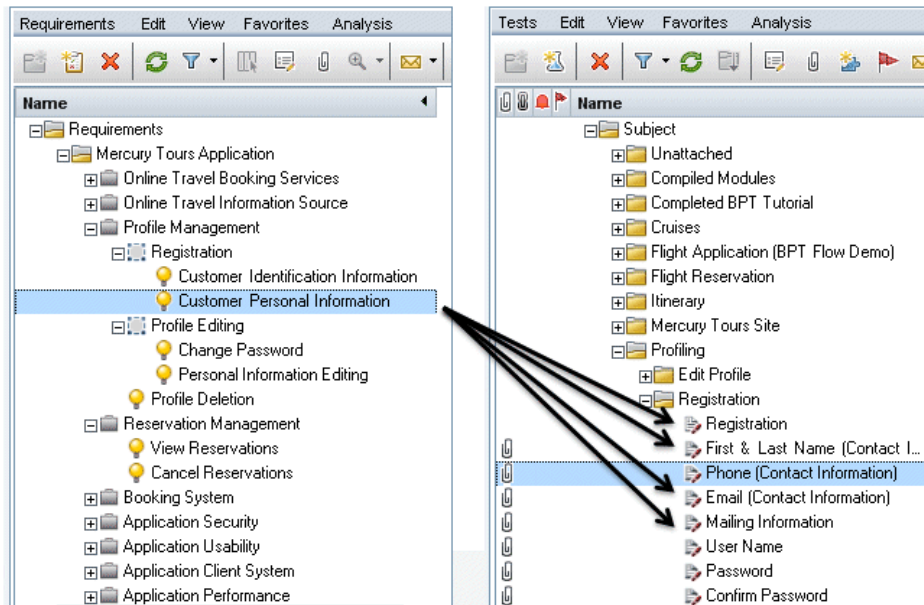 Requirements Edit View Favorites Analysis
Name
Requirements
Mercury Tours Application
Online Travel Booking Services
Online Travel Information Source
Profile Management
Registration
Customer Identification Information
Customer Personal Information
Profile Editing
Change Password
Personal Information Editing
Profile Deletion
Reservation Management
View Reservations
Cancel Reservations
Booking System
Application Security
Application Usability
Application Client System
Application Performance
Tests Edit View Favorites Analysis
Name
Subject
Unattached
Compiled Modules
Completed BPT Tutorial
Cruises
Flight Application (BPT Flow Demo)
Flight Reservation
Itinerary
Mercury Tours Site
Profiling
Edit Profile
Registration
Registration
First & Last Name (Contact I...
Phone (Contact Information)
Email (Contact Information)
Mailing Information
User Name
Password
Confirm Password